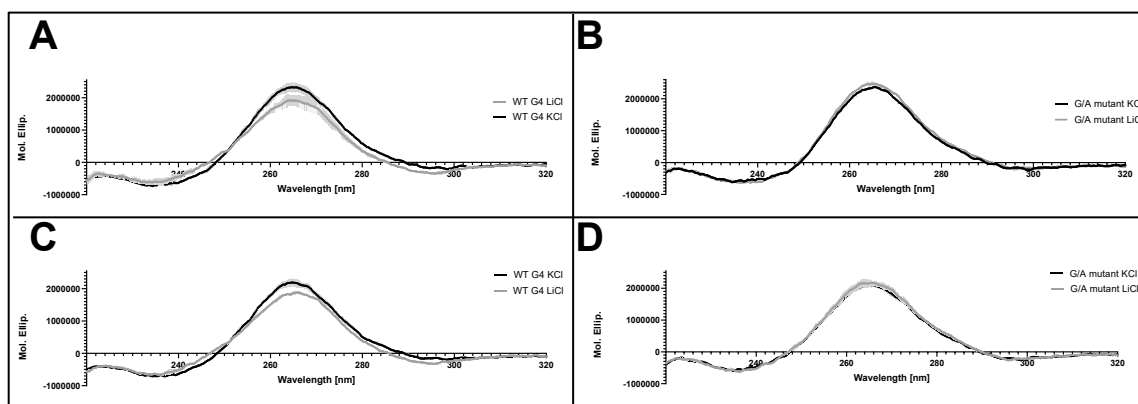 A
Mol. Ellip.
2000000
1000000
0
-1000000
240
260
280
300
320
Wavelength [nm]
WT G4 LiCl
WT G4 KCl
B
Mol. Ellip.
2000000
1000000
0
-1000000
240
260
280
300
320
Wavelength [nm]
G/A mutant KCl
G/A mutant LiCl
C
Mol. Ellip.
2000000
1000000
0
-1000000
240
260
280
300
320
Wavelength [nm]
WT G4 KCl
WT G4 LiCl
D
Mol. Ellip.
2000000
1000000
0
-1000000
240
260
280
300
320
Wavelength [nm]
G/A mutant KCl
G/A mutant LiCl